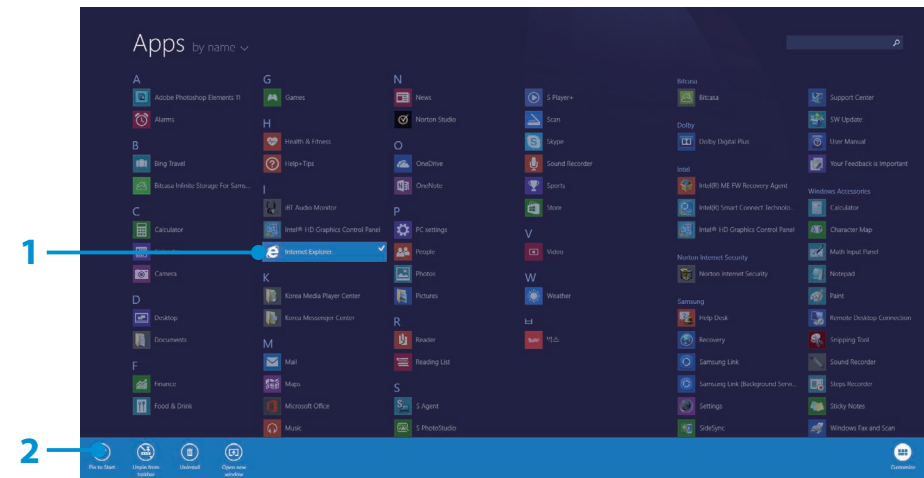 Apps by name
A
Adobe Photoshop Elements 11
Alarms
B
Bing Travel
Bitcasa Infinite Storage For Sams...
C
Calculator
Camera
D
Desktop
Documents
F
Finance
Food & Drink
G
Games
H
Health & Fitness
Help+Tips
I
iBT Audio Monitor
Intel® HD Graphics Control Panel
1
Internet Explorer
K
Korea Media Player Center
Korea Messenger Center
M
Mail
Maps
Microsoft Office
Music
N
News
Norton Studio
O
OneDrive
OneNote
P
PC settings
People
Photos
Pictures
R
Reader
Reading List
S
S Agent
S PhotoStudio
S Player+
Scan
Skype
Sound Recorder
Sports
Store
V
Video
W
Weather
ㅂ
벅스
Bitcasa
Bitcasa
Dolby
Dolby Digital Plus
Intel
Intel(R) ME FW Recovery Agent
Intel(R) Smart Connect Technolo...
Intel® HD Graphics Control Panel
Norton Internet Security
Norton Internet Security
Samsung
Help Desk
Recovery
Samsung Link
Samsung Link (Background Serv...
Settings
SideSync
Support Center
SW Update
User Manual
Your Feedback is Important
Windows Accessories
Calculator
Character Map
Math Input Panel
Notepad
Paint
Remote Desktop Connection
Snipping Tool
Sound Recorder
Steps Recorder
Sticky Notes
Windows Fax and Scan
2
Pin to Start
Unpin from
taskbar
Uninstall
Open new
window
Customize